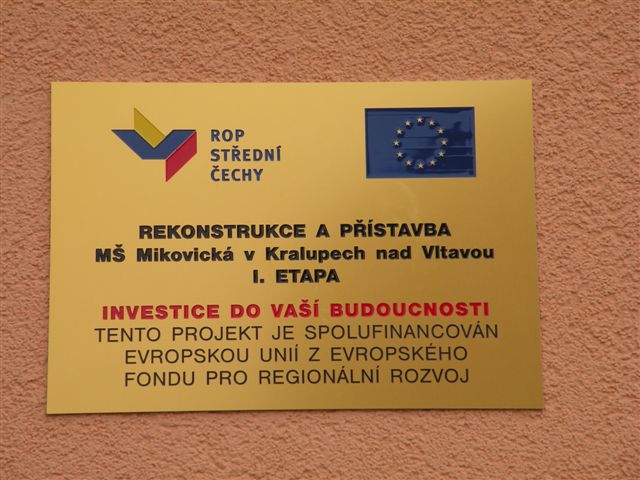 ROP
STŘEDNÍ
ČECHY
REKONSTRUKCE A PŘÍSTAVBA
MŠ Mikovická v Kralupech nad Vltavou
I. ETAPA
INVESTICE DO VAŠÍ BUDOUCNOSTI
TENTO PROJEKT JE SPOLUFINANCOVÁN
EVROPSKOU UNIÍ Z EVROPSKÉHO
FONDU PRO REGIONÁLNÍ ROZVOJ